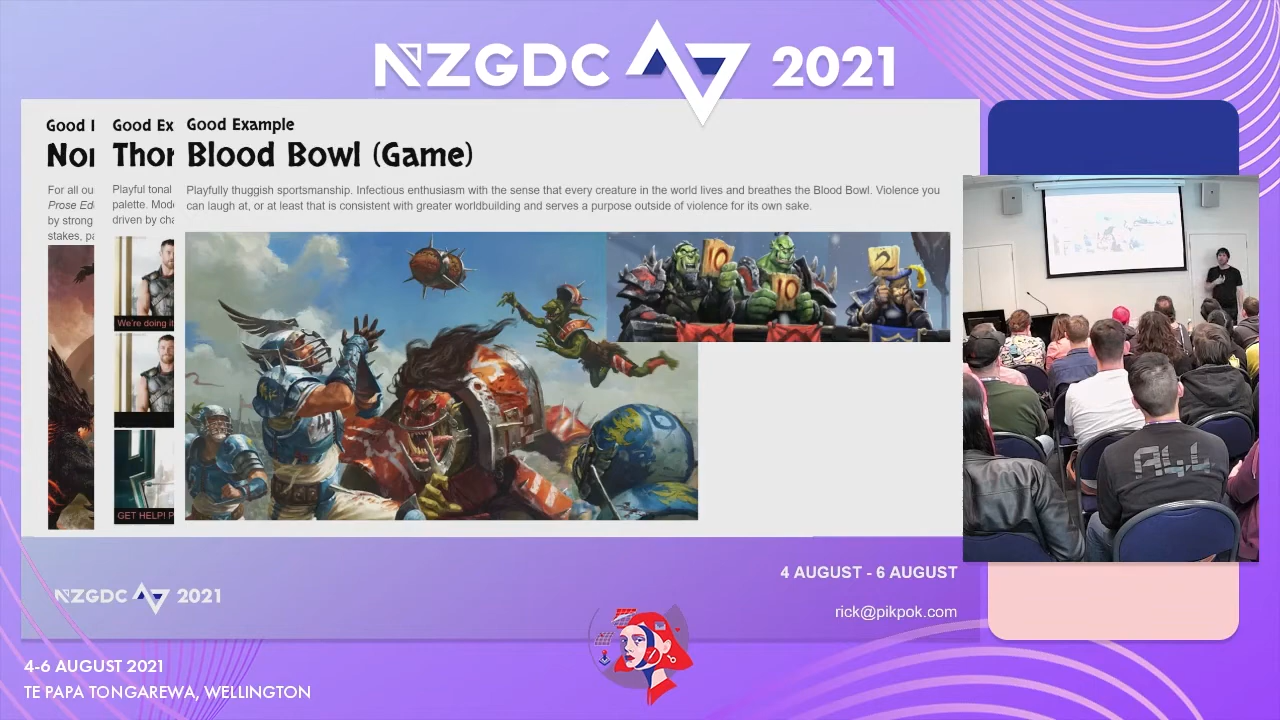 NZGDC 2021
Good
Good Ex
Good Example
Nor
Thor
Blood Bowl (Game)
For all ou
Prose Ed
by strong
stakes, pa
Playful tonal
palette. Mod
driven by cha
Playfully thuggish sportsmanship. Infectious enthusiasm with the sense that every creature in the world lives and breathes the Blood Bowl. Violence you
can laugh at, or at least that is consistent with greater worldbuilding and serves a purpose outside of violence for its own sake.
10
10
2
We're doing it
GET HELP! P
A44
4 AUGUST - 6 AUGUST
rick@pikpok.com
NZGDC 2021
4-6 AUGUST 2021
TE PAPA TONGAREWA, WELLINGTON